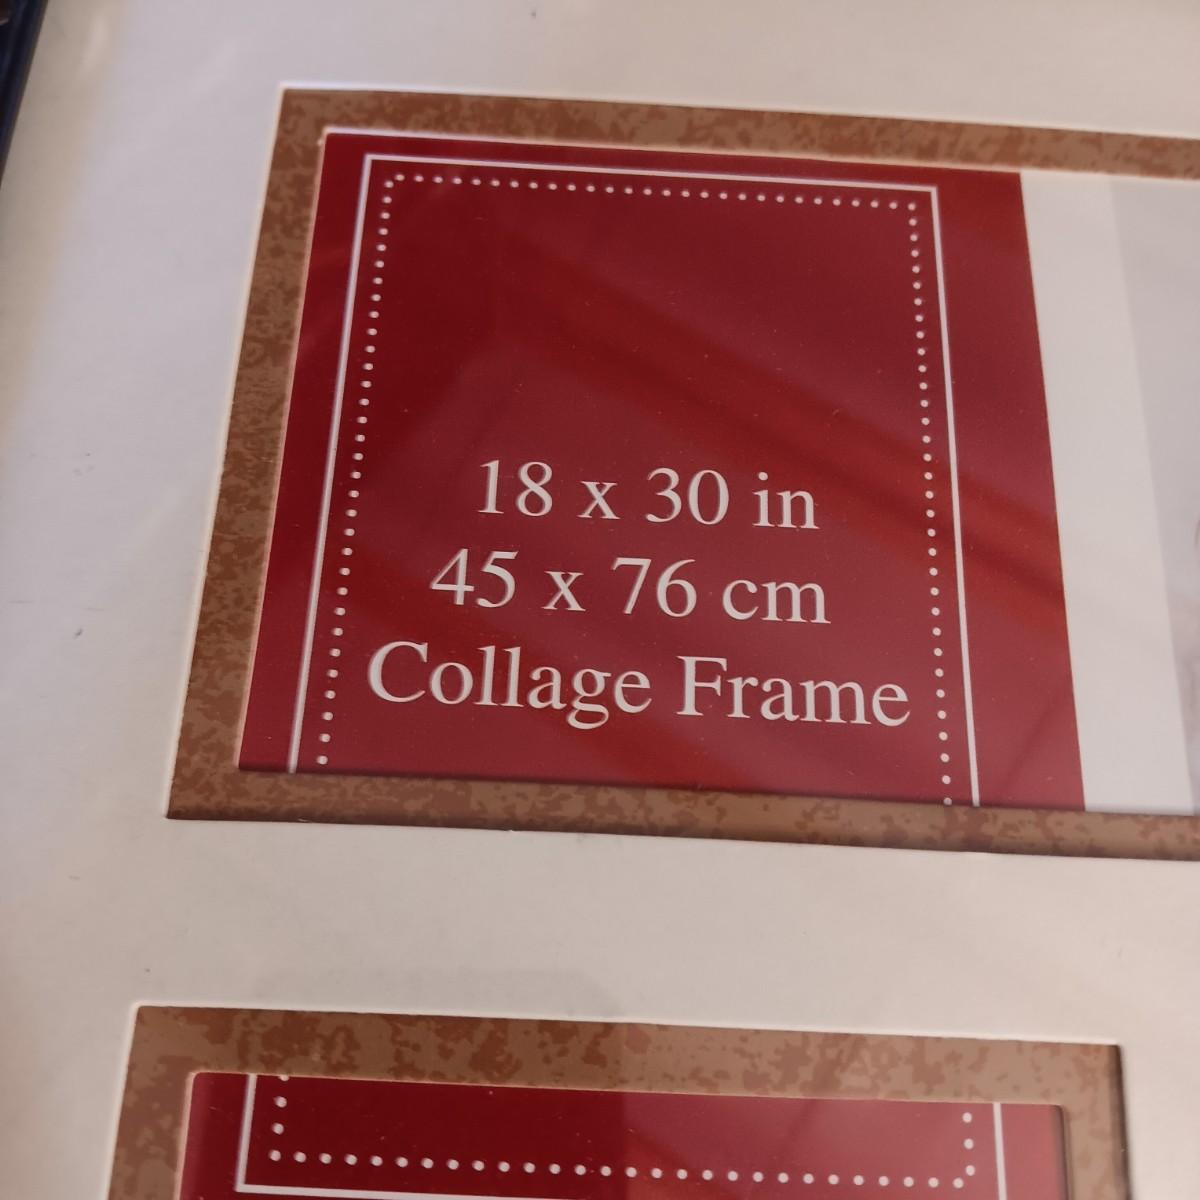 18 x 30 in
45 x 76 cm
Collage Frame